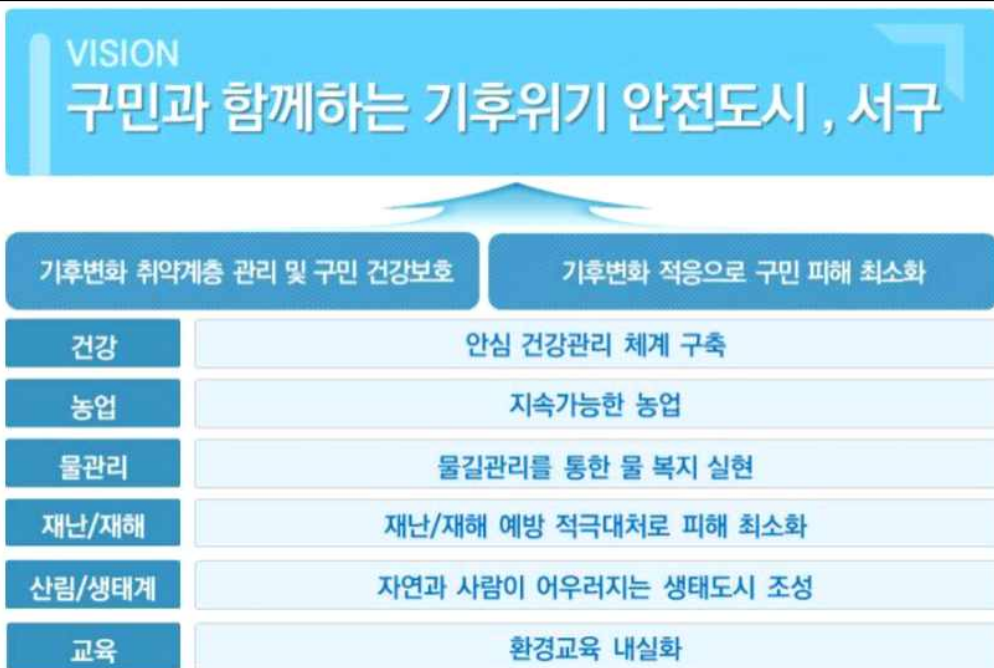 VISION
구민과 함께하는 기후위기 안전도시 , 서구
기후변화 취약계층 관리 및 구민 건강보호
기후변화 적응으로 구민 피해 최소화
건강
안심 건강관리 체계 구축
농업
지속가능한 농업
물관리
물길관리를 통한 물 복지 실현
재난/재해
재난/재해 예방 적극대처로 피해 최소화
산림/생태계
자연과 사람이 어우러지는 생태도시 조성
교육
환경교육 내실화